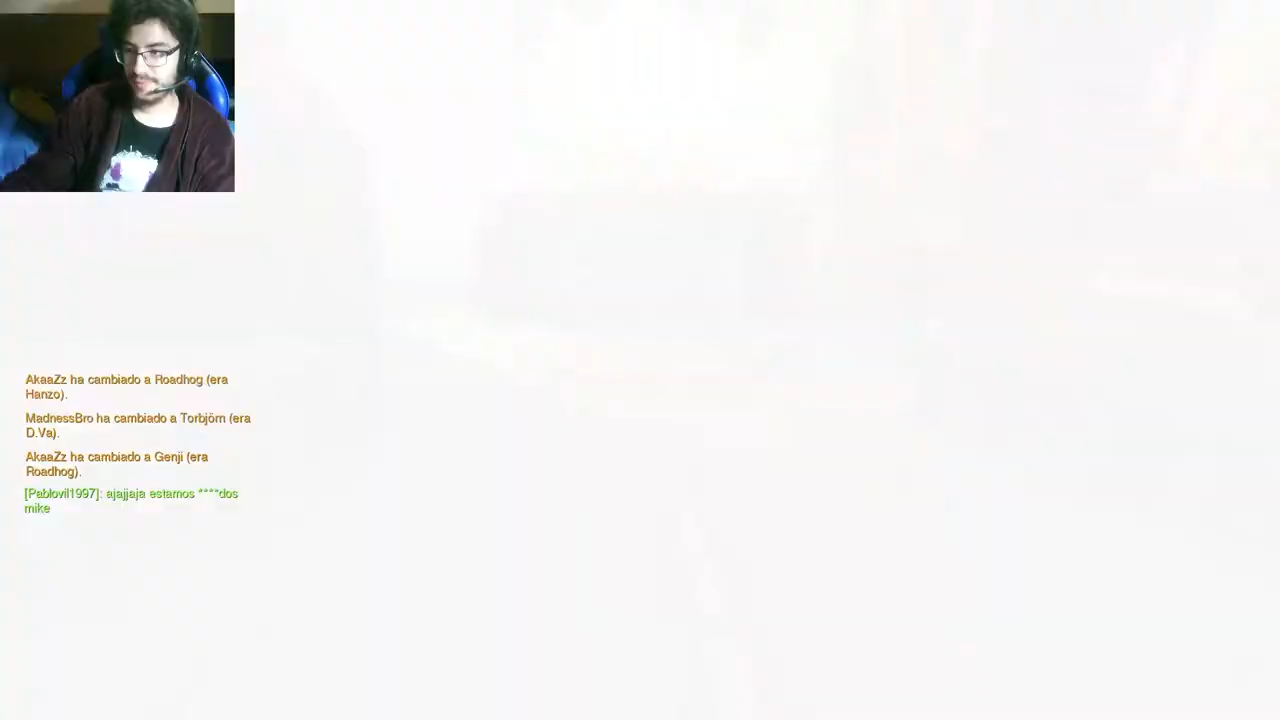 AkaaZz ha cambiado a Roadhog (era
Hanzo).
MadnessBro ha cambiado a Torbjörn (era
D.Va).
AkaaZz ha cambiado a Genji (era
Roadhog).
[Pablovil1997]: ajajjaja estamos ****dos
mike